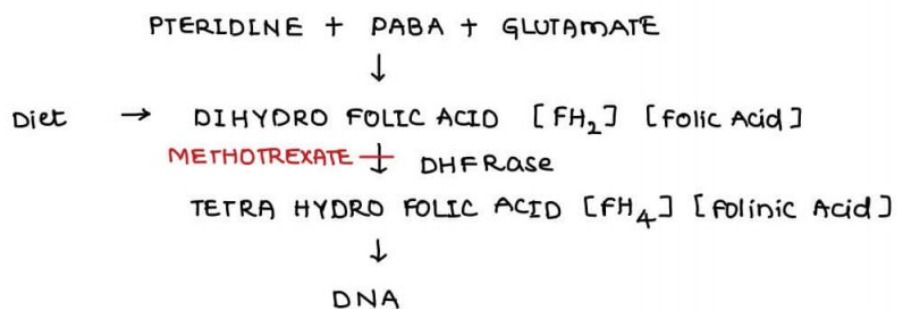 PTERIDINE + PABA + GLUTAMATE
↓
Diet → DIHYDRO FOLIC ACID [FH₂] [Folic Acid]
METHOTREXATE ↓ DHFRase
TETRA HYDRO FOLIC ACID [FH₄] [Folinic Acid]
↓
DNA